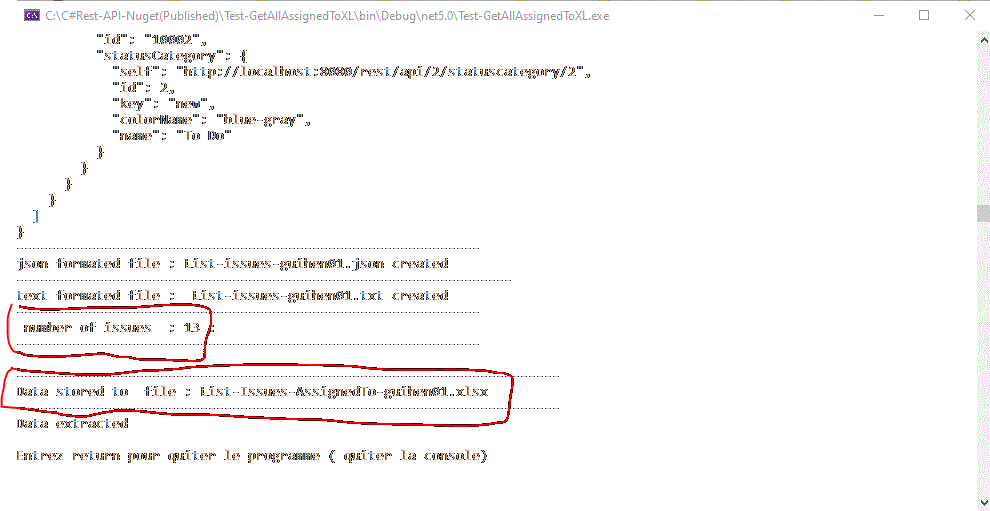 C:\C#Rest-API-Nuget(Published)\Test-GetAllAssignedToXL\bin\Debug\net5.0\Test-GetAllAssignedToXL.exe
"id": "10002",
"statusCategory": {
"self": "http://localhost:8080/rest/api/2/statuscategory/2",
"id": 2,
"key": "new",
"colorName": "blue-gray",
"name": "To Do"
}
}
}
}
]
}
json formated file : List-issues-guihen01.json created
text formated file :  List-issues-guihen01.txt created
number of issues  : 13 :
Data stored to  file : List-Issues-AssignedTo-guihen01.xlsx
Data extracted
Entrez return pour quiter le programme ( quiter la console)